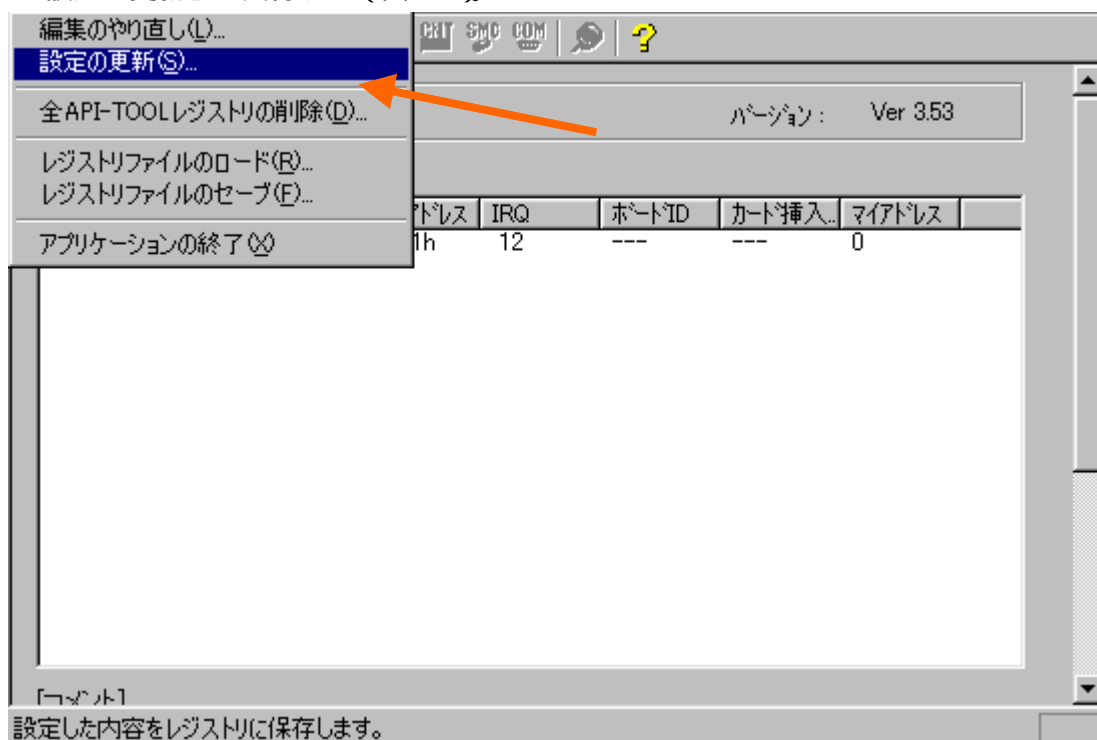 編集のやり直し(L)...
CNT SMC COM
設定の更新(S)...
全API-TOOLレジストリの削除(D)...
バージョン : Ver 3.53
レジストリファイルのロード(R)...
レジストリファイルのセーブ(F)...
ドレス IRQ ボードID カード挿入.. マイアドレス
1h 12 --- --- 0
アプリケーションの終了(X)
[コメント]
設定した内容をレジストリに保存します。